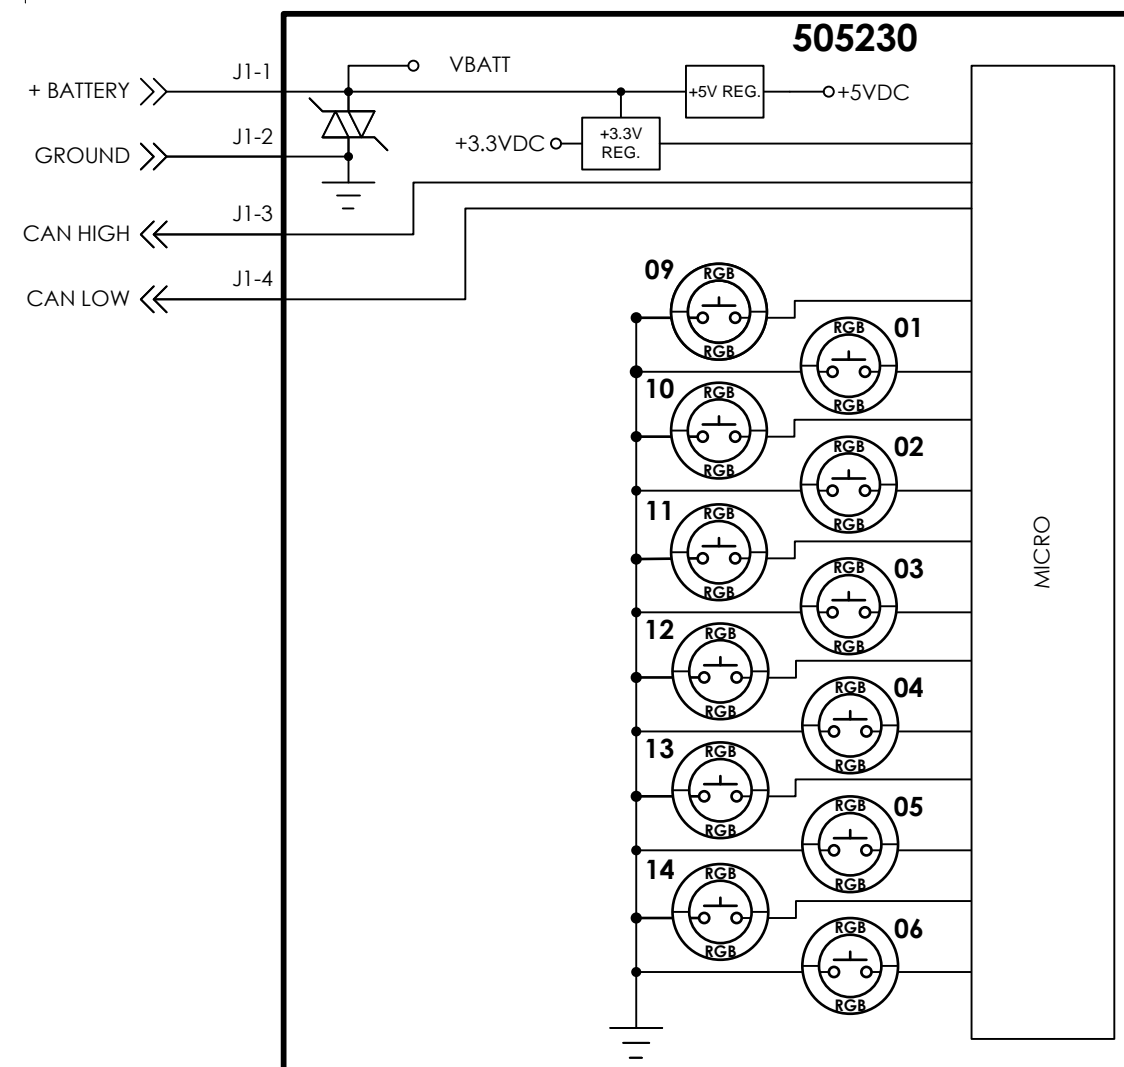 505230
J1-1
VBATT
+ BATTERY
+5V REG.
+5VDC
J1-2
+3.3V
REG.
+3.3VDC
GROUND
J1-3
CAN HIGH
J1-4
CAN LOW
09
RGB
RGB
01
RGB
RGB
10
RGB
RGB
02
RGB
RGB
11
RGB
RGB
03
RGB
RGB
12
RGB
RGB
04
RGB
RGB
13
RGB
RGB
05
RGB
RGB
14
RGB
RGB
06
RGB
RGB
MICRO